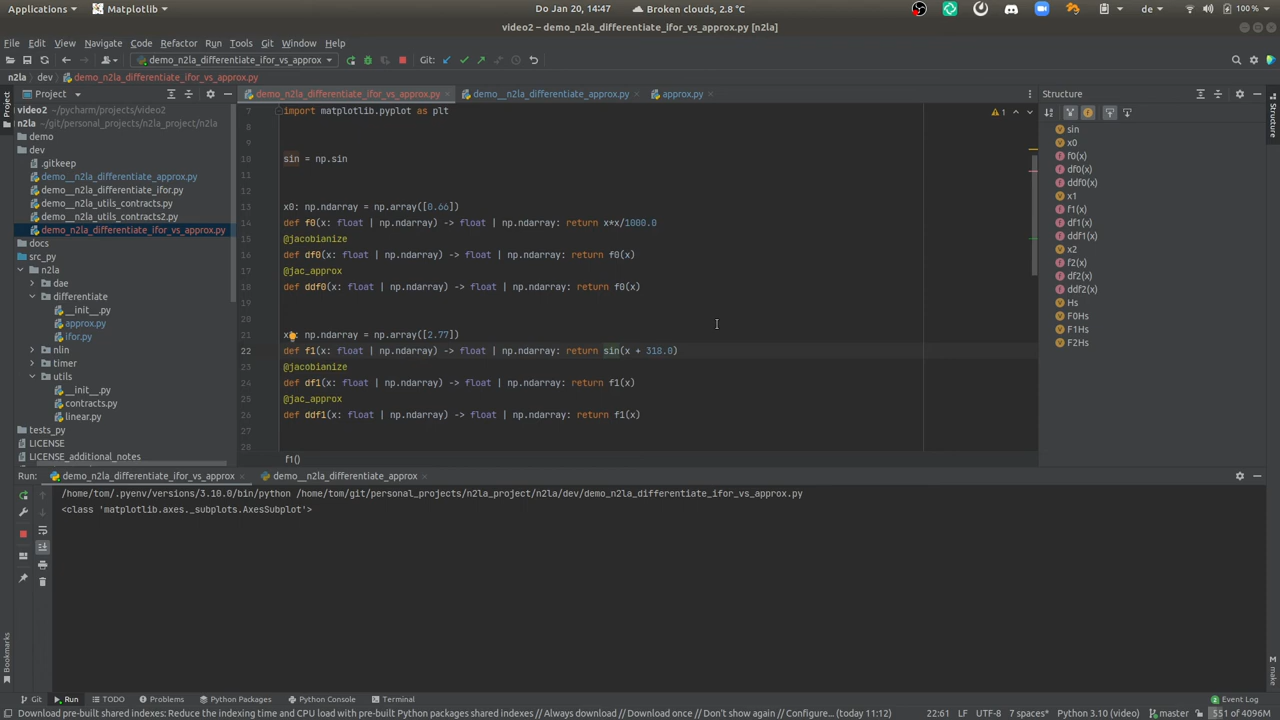 Applications Matplotlib Do Jan 20, 14:47 Broken clouds, 2.8 °C de 100 %
video2 – demo_n2la_differentiate_ifor_vs_approx.py [n2la]
File Edit View Navigate Code Refactor Run Tools Git Window Help
demo_n2la_differentiate_ifor_vs_approx Git:
n2la dev demo_n2la_differentiate_ifor_vs_approx.py
Project
video2 ~/pycharm/projects/video2
n2la ~/git/personal_projects/n2la_project/n2la
demo
dev
.gitkeep
demo__n2la_differentiate_approx.py
demo__n2la_differentiate_ifor.py
demo__n2la_utils_contracts.py
demo__n2la_utils_contracts2.py
demo_n2la_differentiate_ifor_vs_approx.py
docs
src_py
n2la
dae
differentiate
__init__.py
approx.py
ifor.py
nlin
timer
utils
__init__.py
contracts.py
linear.py
tests_py
LICENSE
LICENSE_additional_notes
Project
Bookmarks
demo_n2la_differentiate_ifor_vs_approx.py demo__n2la_differentiate_approx.py approx.py
7 import matplotlib.pyplot as plt
1
8
9
10 sin = np.sin
11
12
13 x0: np.ndarray = np.array([0.66])
14 def f0(x: float | np.ndarray) -> float | np.ndarray: return x*x/1000.0
15 @jacobianize
16 def df0(x: float | np.ndarray) -> float | np.ndarray: return f0(x)
17 @jac_approx
18 def ddf0(x: float | np.ndarray) -> float | np.ndarray: return f0(x)
19
20
21 x1: np.ndarray = np.array([2.77])
22 def f1(x: float | np.ndarray) -> float | np.ndarray: return sin(x + 318.0)
23 @jacobianize
24 def df1(x: float | np.ndarray) -> float | np.ndarray: return f1(x)
25 @jac_approx
26 def ddf1(x: float | np.ndarray) -> float | np.ndarray: return f1(x)
27
28
f1()
Structure
sin
x0
f0(x)
df0(x)
ddf0(x)
x1
f1(x)
df1(x)
ddf1(x)
x2
f2(x)
df2(x)
ddf2(x)
Hs
F0Hs
F1Hs
F2Hs
Structure
make
Run: demo_n2la_differentiate_ifor_vs_approx demo__n2la_differentiate_approx
/home/tom/.pyenv/versions/3.10.0/bin/python /home/tom/git/personal_projects/n2la_project/n2la/dev/demo_n2la_differentiate_ifor_vs_approx.py
<class 'matplotlib.axes._subplots.AxesSubplot'>
Git Run TODO Problems Python Packages Python Console Terminal Event Log
Download pre-built shared indexes: Reduce the indexing time and CPU load with pre-built Python packages shared indexes // Always download // Download once // Don't show again // Configure... (today 11:12) 22:61 LF UTF-8 7 spaces* Python 3.10 (video) master 551 of 4096M